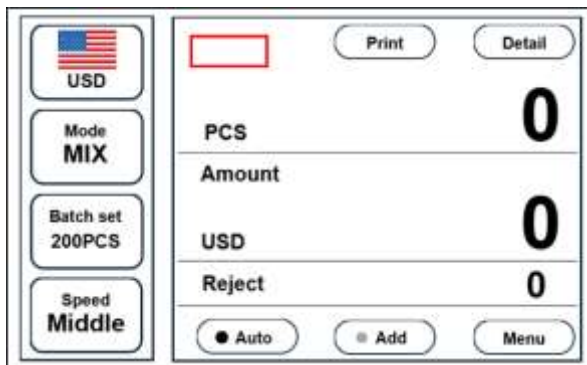 USD
Mode
MIX
Batch set
200PCS
Speed
Middle
Print
Detail
PCS
0
Amount
USD
0
Reject
0
Auto
Add
Menu